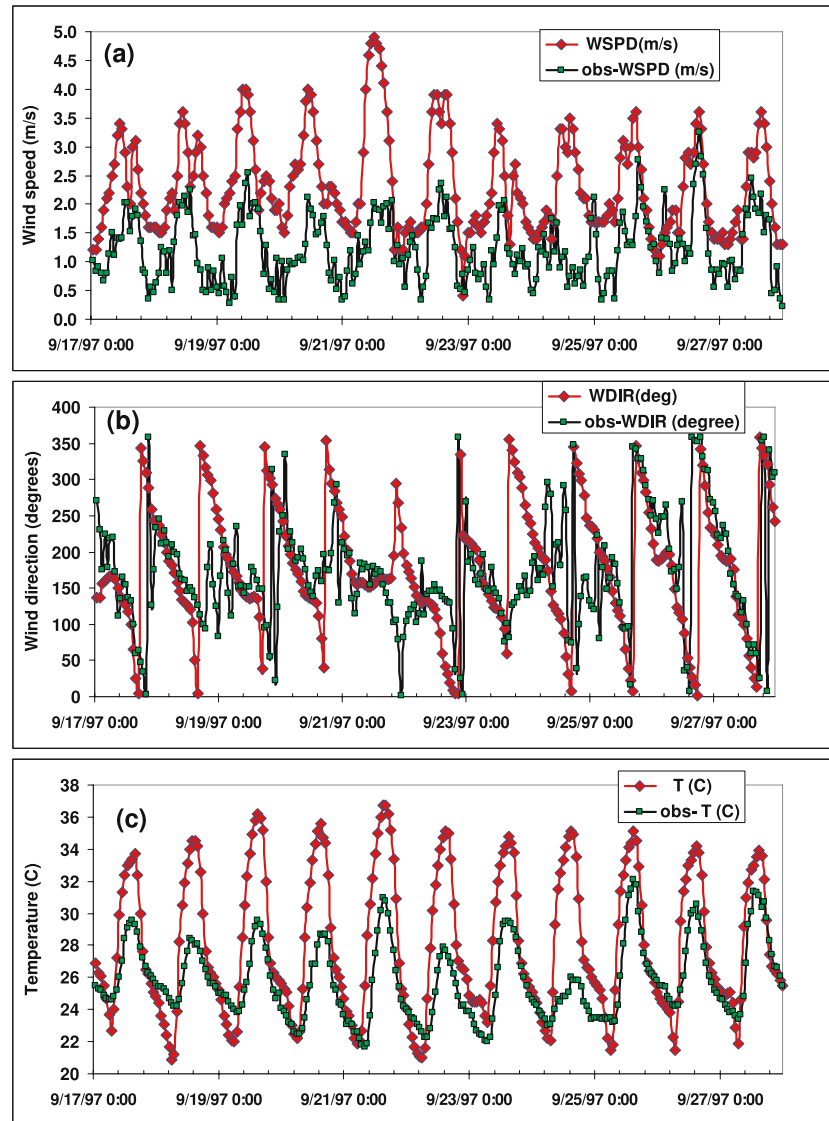 (a)
WSPD(m/s)
obs-WSPD (m/s)
Wind speed (m/s)
5.0
4.5
4.0
3.5
3.0
2.5
2.0
1.5
1.0
0.5
0.0
9/17/97 0:00 9/19/97 0:00 9/21/97 0:00 9/23/97 0:00 9/25/97 0:00 9/27/97 0:00
(b)
WDIR(deg)
obs-WDIR (degree)
Wind direction (degrees)
400
350
300
250
200
150
100
50
0
9/17/97 0:00 9/19/97 0:00 9/21/97 0:00 9/23/97 0:00 9/25/97 0:00 9/27/97 0:00
(c)
T (C)
obs- T (C)
Temperature (C)
38
36
34
32
30
28
26
24
22
20
9/17/97 0:00 9/19/97 0:00 9/21/97 0:00 9/23/97 0:00 9/25/97 0:00 9/27/97 0:00